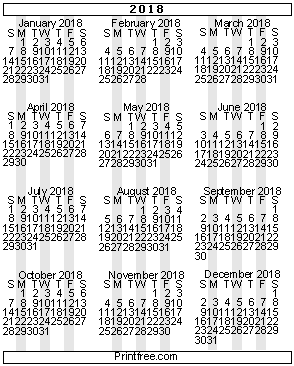 2018
January 2018 February 2018 March 2018
S M T W T F S S M T W T F S S M T W T F S
1 2 3 4 5 6 1 2 3 1 2 3
7 8 9 10 11 12 13 4 5 6 7 8 9 10 4 5 6 7 8 9 10
14 15 16 17 18 19 20 11 12 13 14 15 16 17 11 12 13 14 15 16 17
21 22 23 24 25 26 27 18 19 20 21 22 23 24 18 19 20 21 22 23 24
28 29 30 31 25 26 27 28 25 26 27 28 29 30 31
April 2018 May 2018 June 2018
S M T W T F S S M T W T F S S M T W T F S
1 2 3 4 5 6 7 1 2 3 4 5 1 2
8 9 10 11 12 13 14 6 7 8 9 10 11 12 3 4 5 6 7 8 9
15 16 17 18 19 20 21 13 14 15 16 17 18 19 10 11 12 13 14 15 16
22 23 24 25 26 27 28 20 21 22 23 24 25 26 17 18 19 20 21 22 23
29 30 27 28 29 30 31 24 25 26 27 28 29 30
July 2018 August 2018 September 2018
S M T W T F S S M T W T F S S M T W T F S
1 2 3 4 5 6 7 1 2 3 4 1
8 9 10 11 12 13 14 5 6 7 8 9 10 11 2 3 4 5 6 7 8
15 16 17 18 19 20 21 12 13 14 15 16 17 18 9 10 11 12 13 14 15
22 23 24 25 26 27 28 19 20 21 22 23 24 25 16 17 18 19 20 21 22
29 30 31 26 27 28 29 30 31 23 24 25 26 27 28 29
30
October 2018 November 2018 December 2018
S M T W T F S S M T W T F S S M T W T F S
1 2 3 4 5 6 1 2 3 1
7 8 9 10 11 12 13 4 5 6 7 8 9 10 2 3 4 5 6 7 8
14 15 16 17 18 19 20 11 12 13 14 15 16 17 9 10 11 12 13 14 15
21 22 23 24 25 26 27 18 19 20 21 22 23 24 16 17 18 19 20 21 22
28 29 30 31 25 26 27 28 29 30 23 24 25 26 27 28 29
30 31
Printfree.com